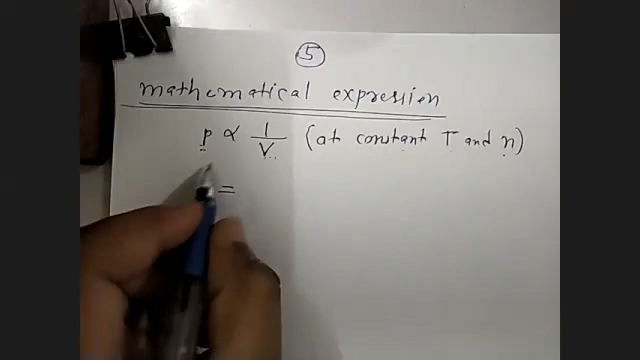 5
mathematical expression
p ∝ 1/V (at constant T and n)
=